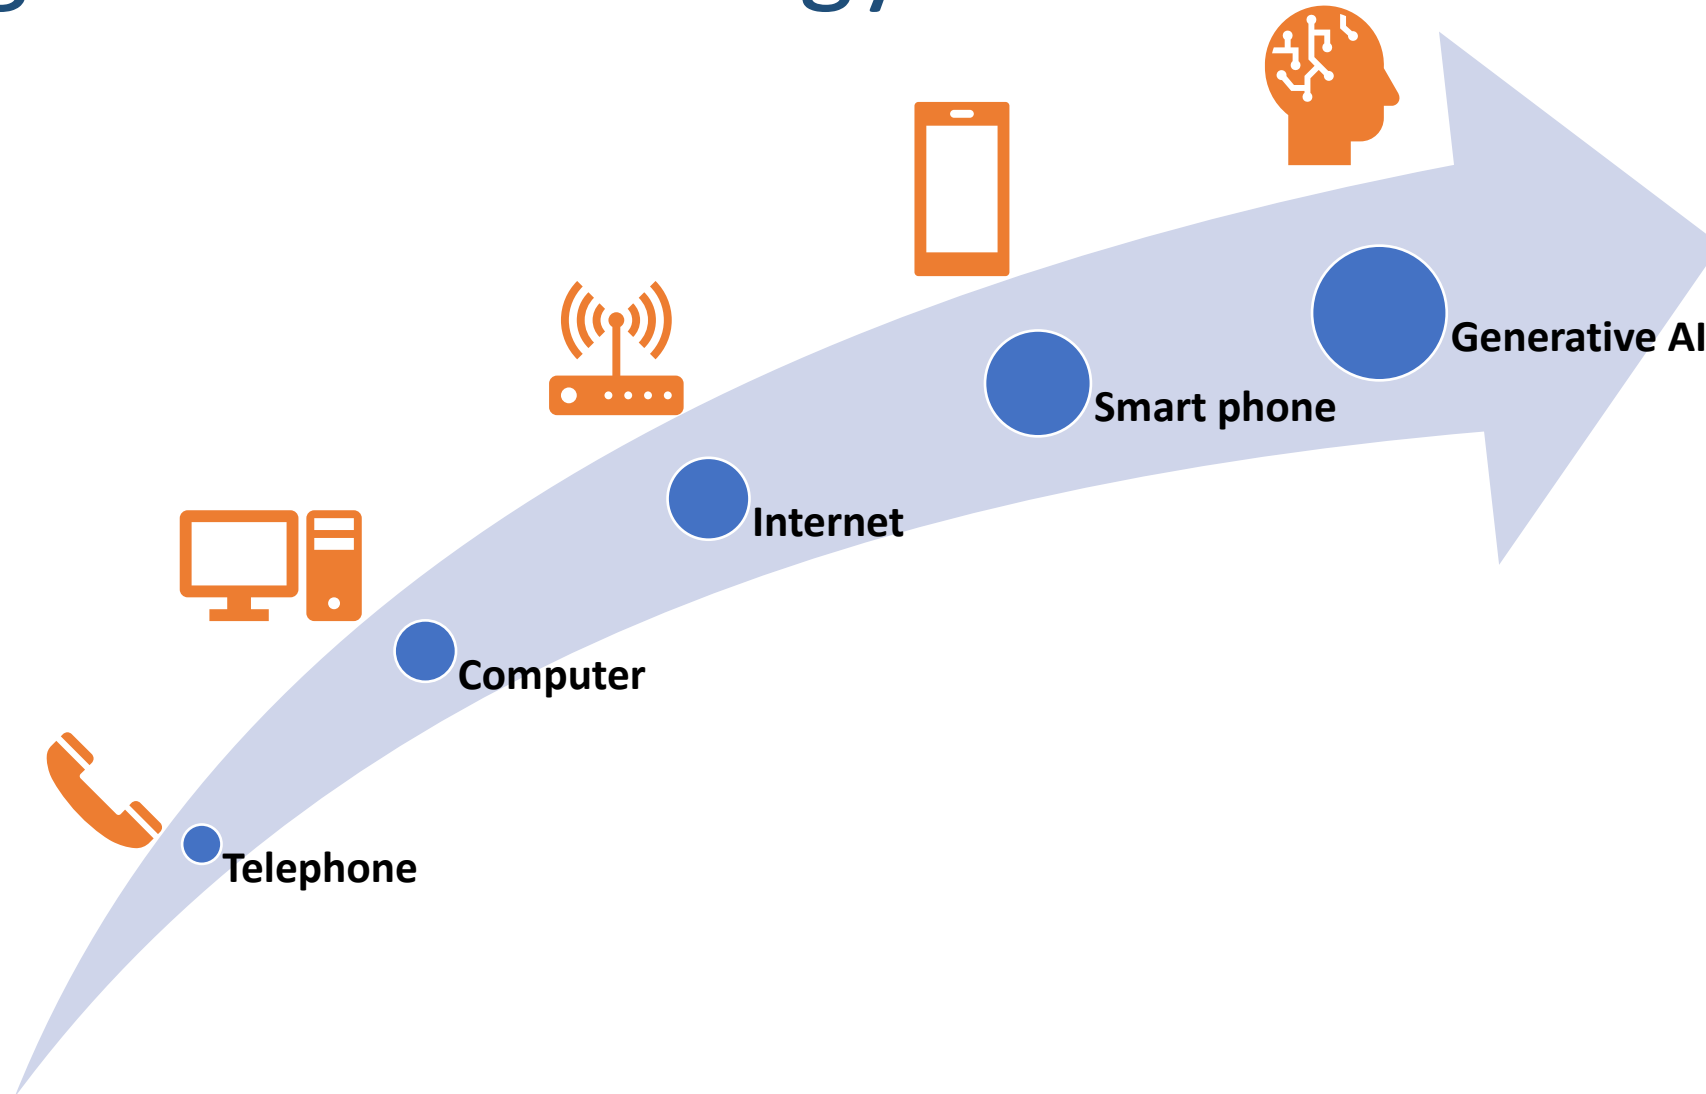 Generative AI
Smart phone
Internet
Computer
Telephone